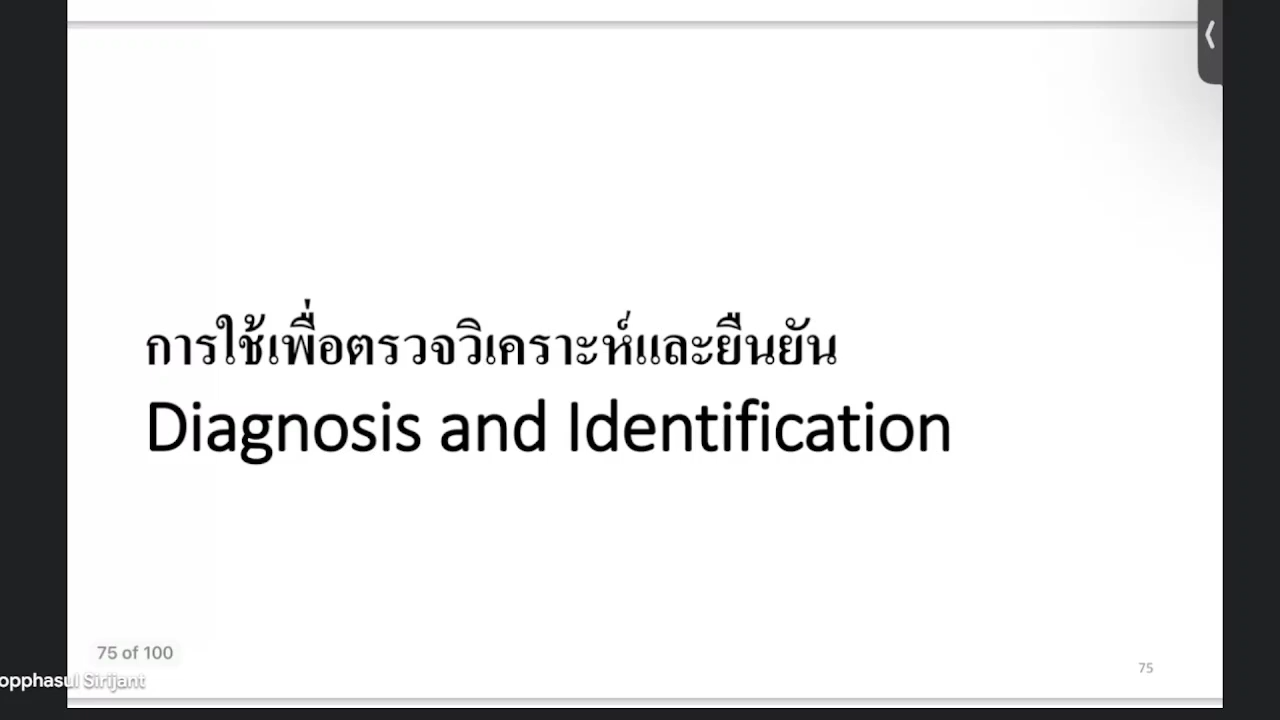 การใช้เพื่อตรวจวิเคราะห์และยืนยัน
Diagnosis and Identification
75 of 100
75
opphasul Sirijant